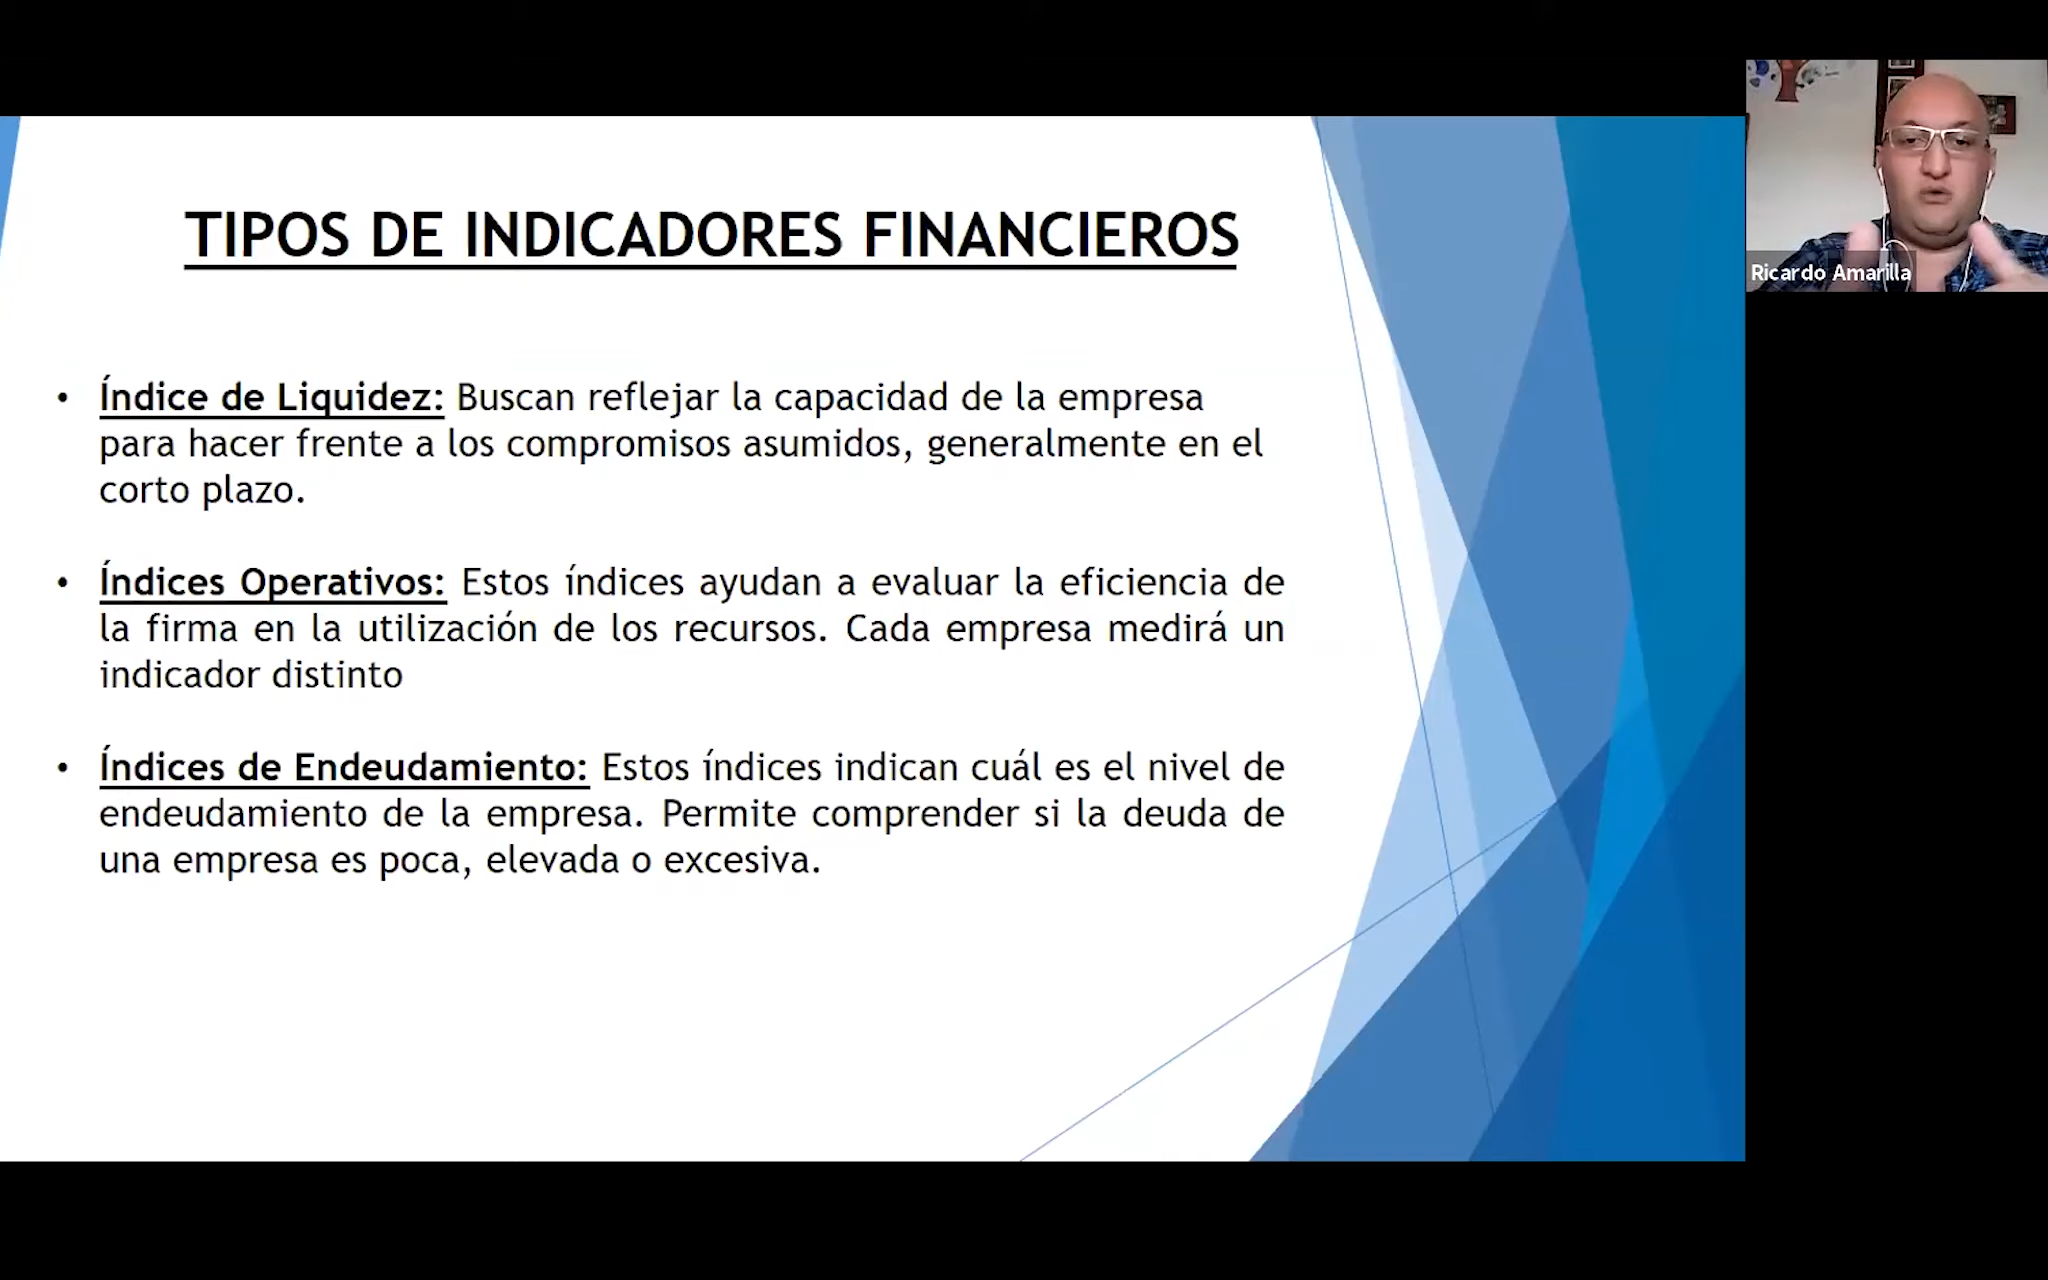 TIPOS DE INDICADORES FINANCIEROS
Ricardo Amarilla
• Índice de Liquidez: Buscan reflejar la capacidad de la empresa
para hacer frente a los compromisos asumidos, generalmente en el
corto plazo.
• Índices Operativos: Estos índices ayudan a evaluar la eficiencia de
la firma en la utilización de los recursos. Cada empresa medirá un
indicador distinto
• Índices de Endeudamiento: Estos índices indican cuál es el nivel de
endeudamiento de la empresa. Permite comprender si la deuda de
una empresa es poca, elevada o excesiva.